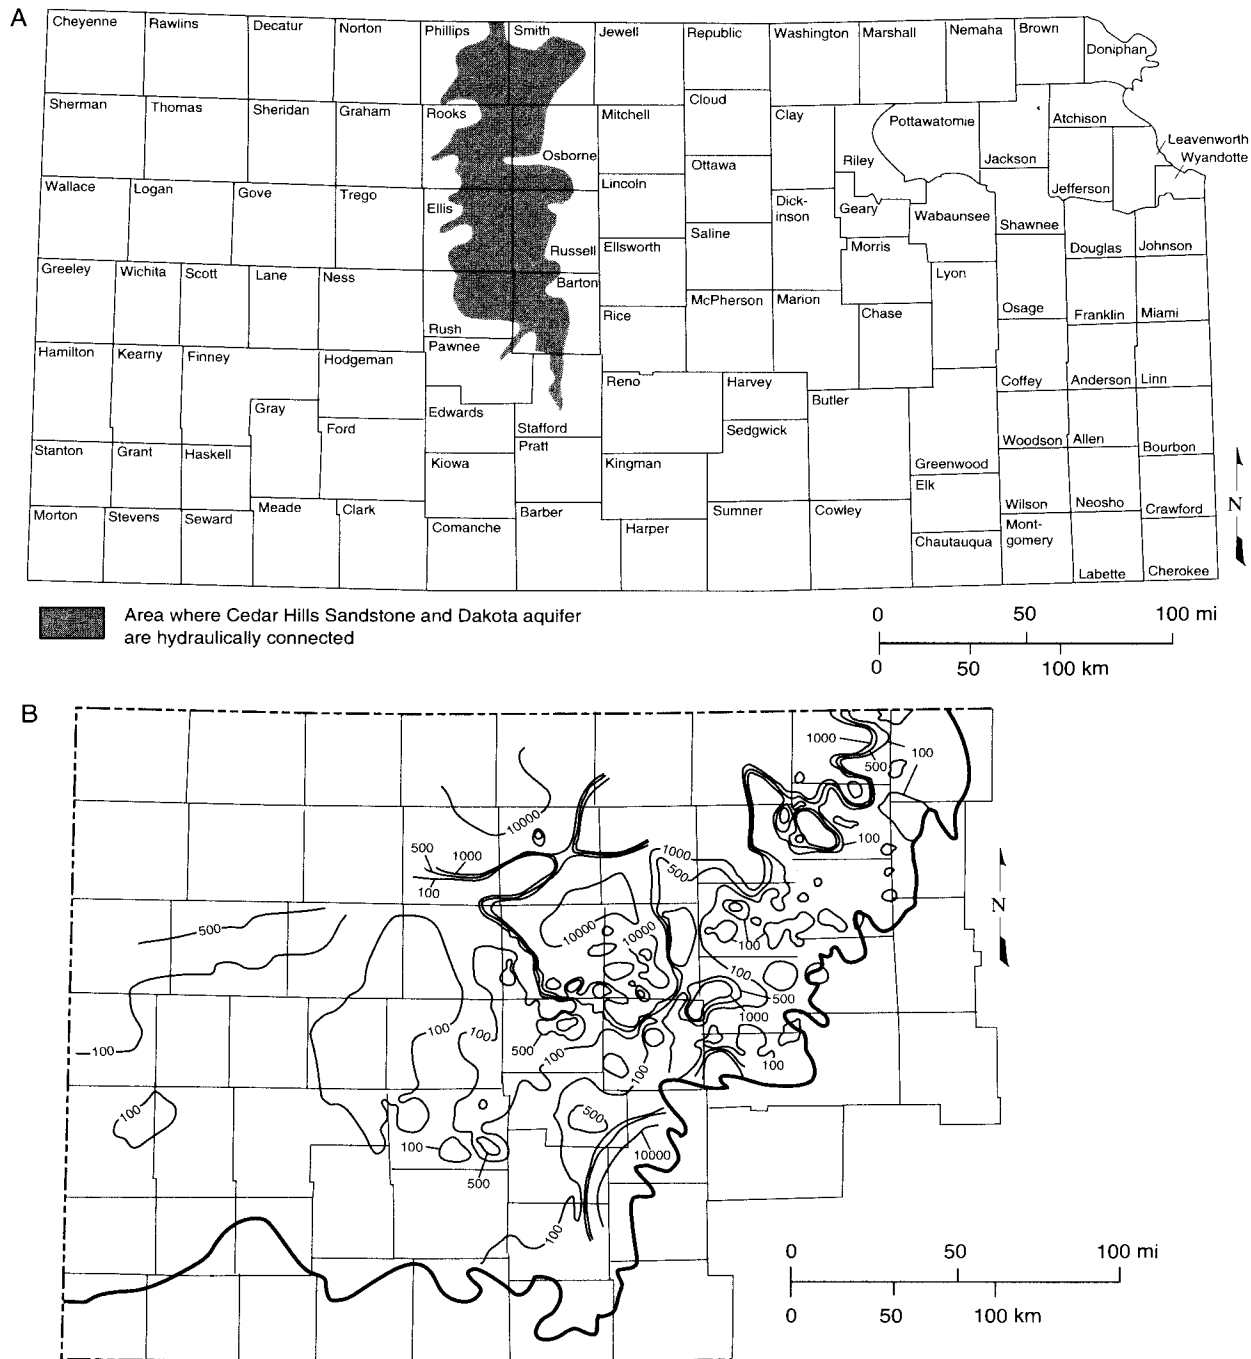 A
Cheyenne
Rawlins
Decatur
Norton
Phillips
Smith
Jewell
Republic
Washington
Marshall
Nemaha
Brown
Doniphan
Sherman
Thomas
Sheridan
Graham
Rooks
Osborne
Mitchell
Cloud
Clay
Riley
Pottawatomie
Jackson
Atchison
Leavenworth
Wyandotte
Jefferson
Ottawa
Lincoln
Wallace
Logan
Gove
Trego
Ellis
Russell
Ellsworth
Saline
Dick-
inson
Geary
Wabaunsee
Shawnee
Douglas
Johnson
Morris
Lyon
Greeley
Wichita
Scott
Lane
Ness
Rush
Barton
Rice
McPherson
Marion
Chase
Osage
Franklin
Miami
Hamilton
Kearny
Finney
Hodgeman
Pawnee
Reno
Harvey
Butler
Coffey
Anderson
Linn
Gray
Ford
Edwards
Stafford
Sedgwick
Greenwood
Woodson
Allen
Bourbon
Stanton
Grant
Haskell
Kiowa
Pratt
Kingman
Elk
Wilson
Neosho
Crawford
Morton
Stevens
Seward
Meade
Clark
Comanche
Barber
Harper
Sumner
Cowley
Chautauqua
Mont-
gomery
Labette
Cherokee
N
Area where Cedar Hills Sandstone and Dakota aquifer
are hydraulically connected
0 50 100 mi
0 50 100 km
B
1000
500
100
10000
500
1000
100
1000
500
100
500
10000
10000
100
100
500
1000
100
100
100
500
100
100
100
100
500
100
500
10000
100
N
0 50 100 mi
0 50 100 km